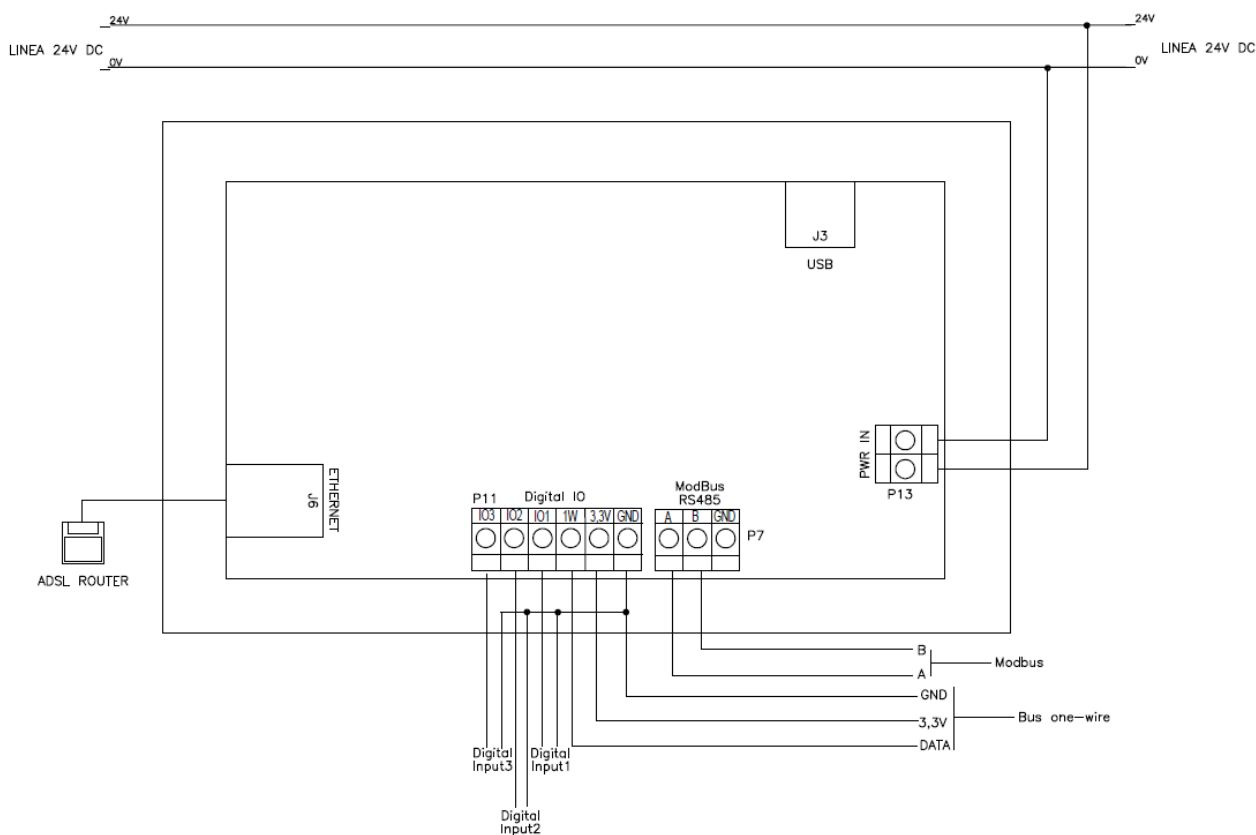 24V
24V
LINEA 24V DC
LINEA 24V DC
0V
0V
J3
USB
PWR IN
P13
ETHERNET
J6
ADSL ROUTER
P11
Digital IO
IO3 IO2 IO1 1W 3,3V GND
ModBus
RS485
A B GND
P7
B
A
Modbus
GND
3,3V
DATA
Bus one-wire
Digital
Input3
Digital
Input1
Digital
Input2